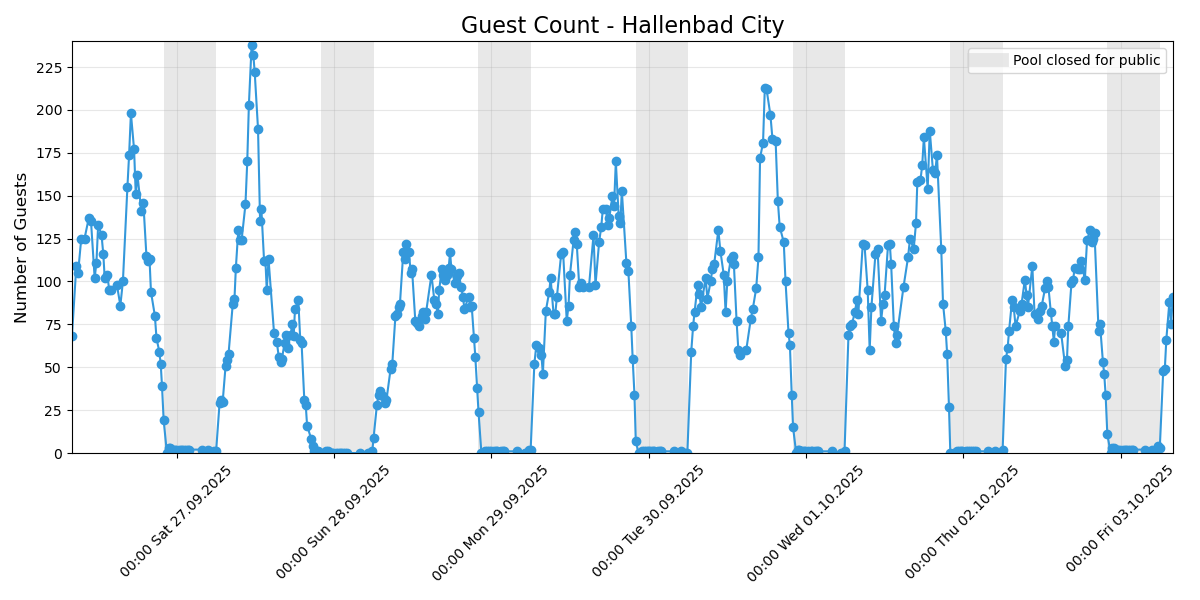 Guest Count - Hallenbad City
Pool closed for public
Number of Guests
225
200
175
150
125
100
75
50
25
0
00:00 Sat 27.09.2025
00:00 Sun 28.09.2025
00:00 Mon 29.09.2025
00:00 Tue 30.09.2025
00:00 Wed 01.10.2025
00:00 Thu 02.10.2025
00:00 Fri 03.10.2025